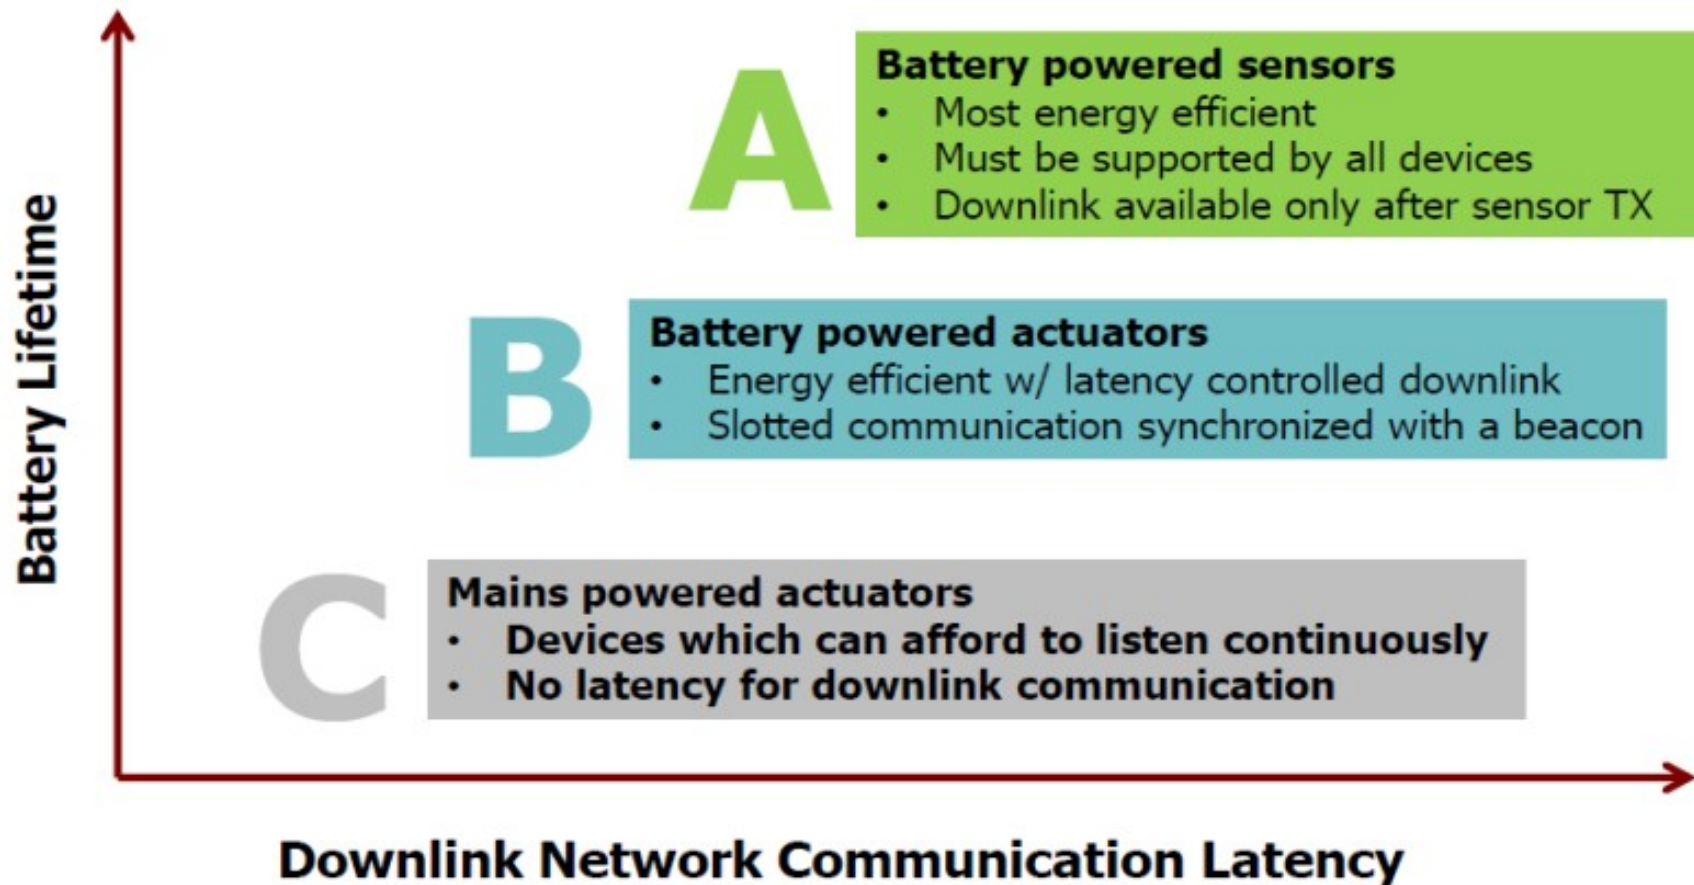 Battery Lifetime
A
Battery powered sensors
• Most energy efficient
• Must be supported by all devices
• Downlink available only after sensor TX
B
Battery powered actuators
• Energy efficient w/ latency controlled downlink
• Slotted communication synchronized with a beacon
C
Mains powered actuators
• Devices which can afford to listen continuously
• No latency for downlink communication
Downlink Network Communication Latency